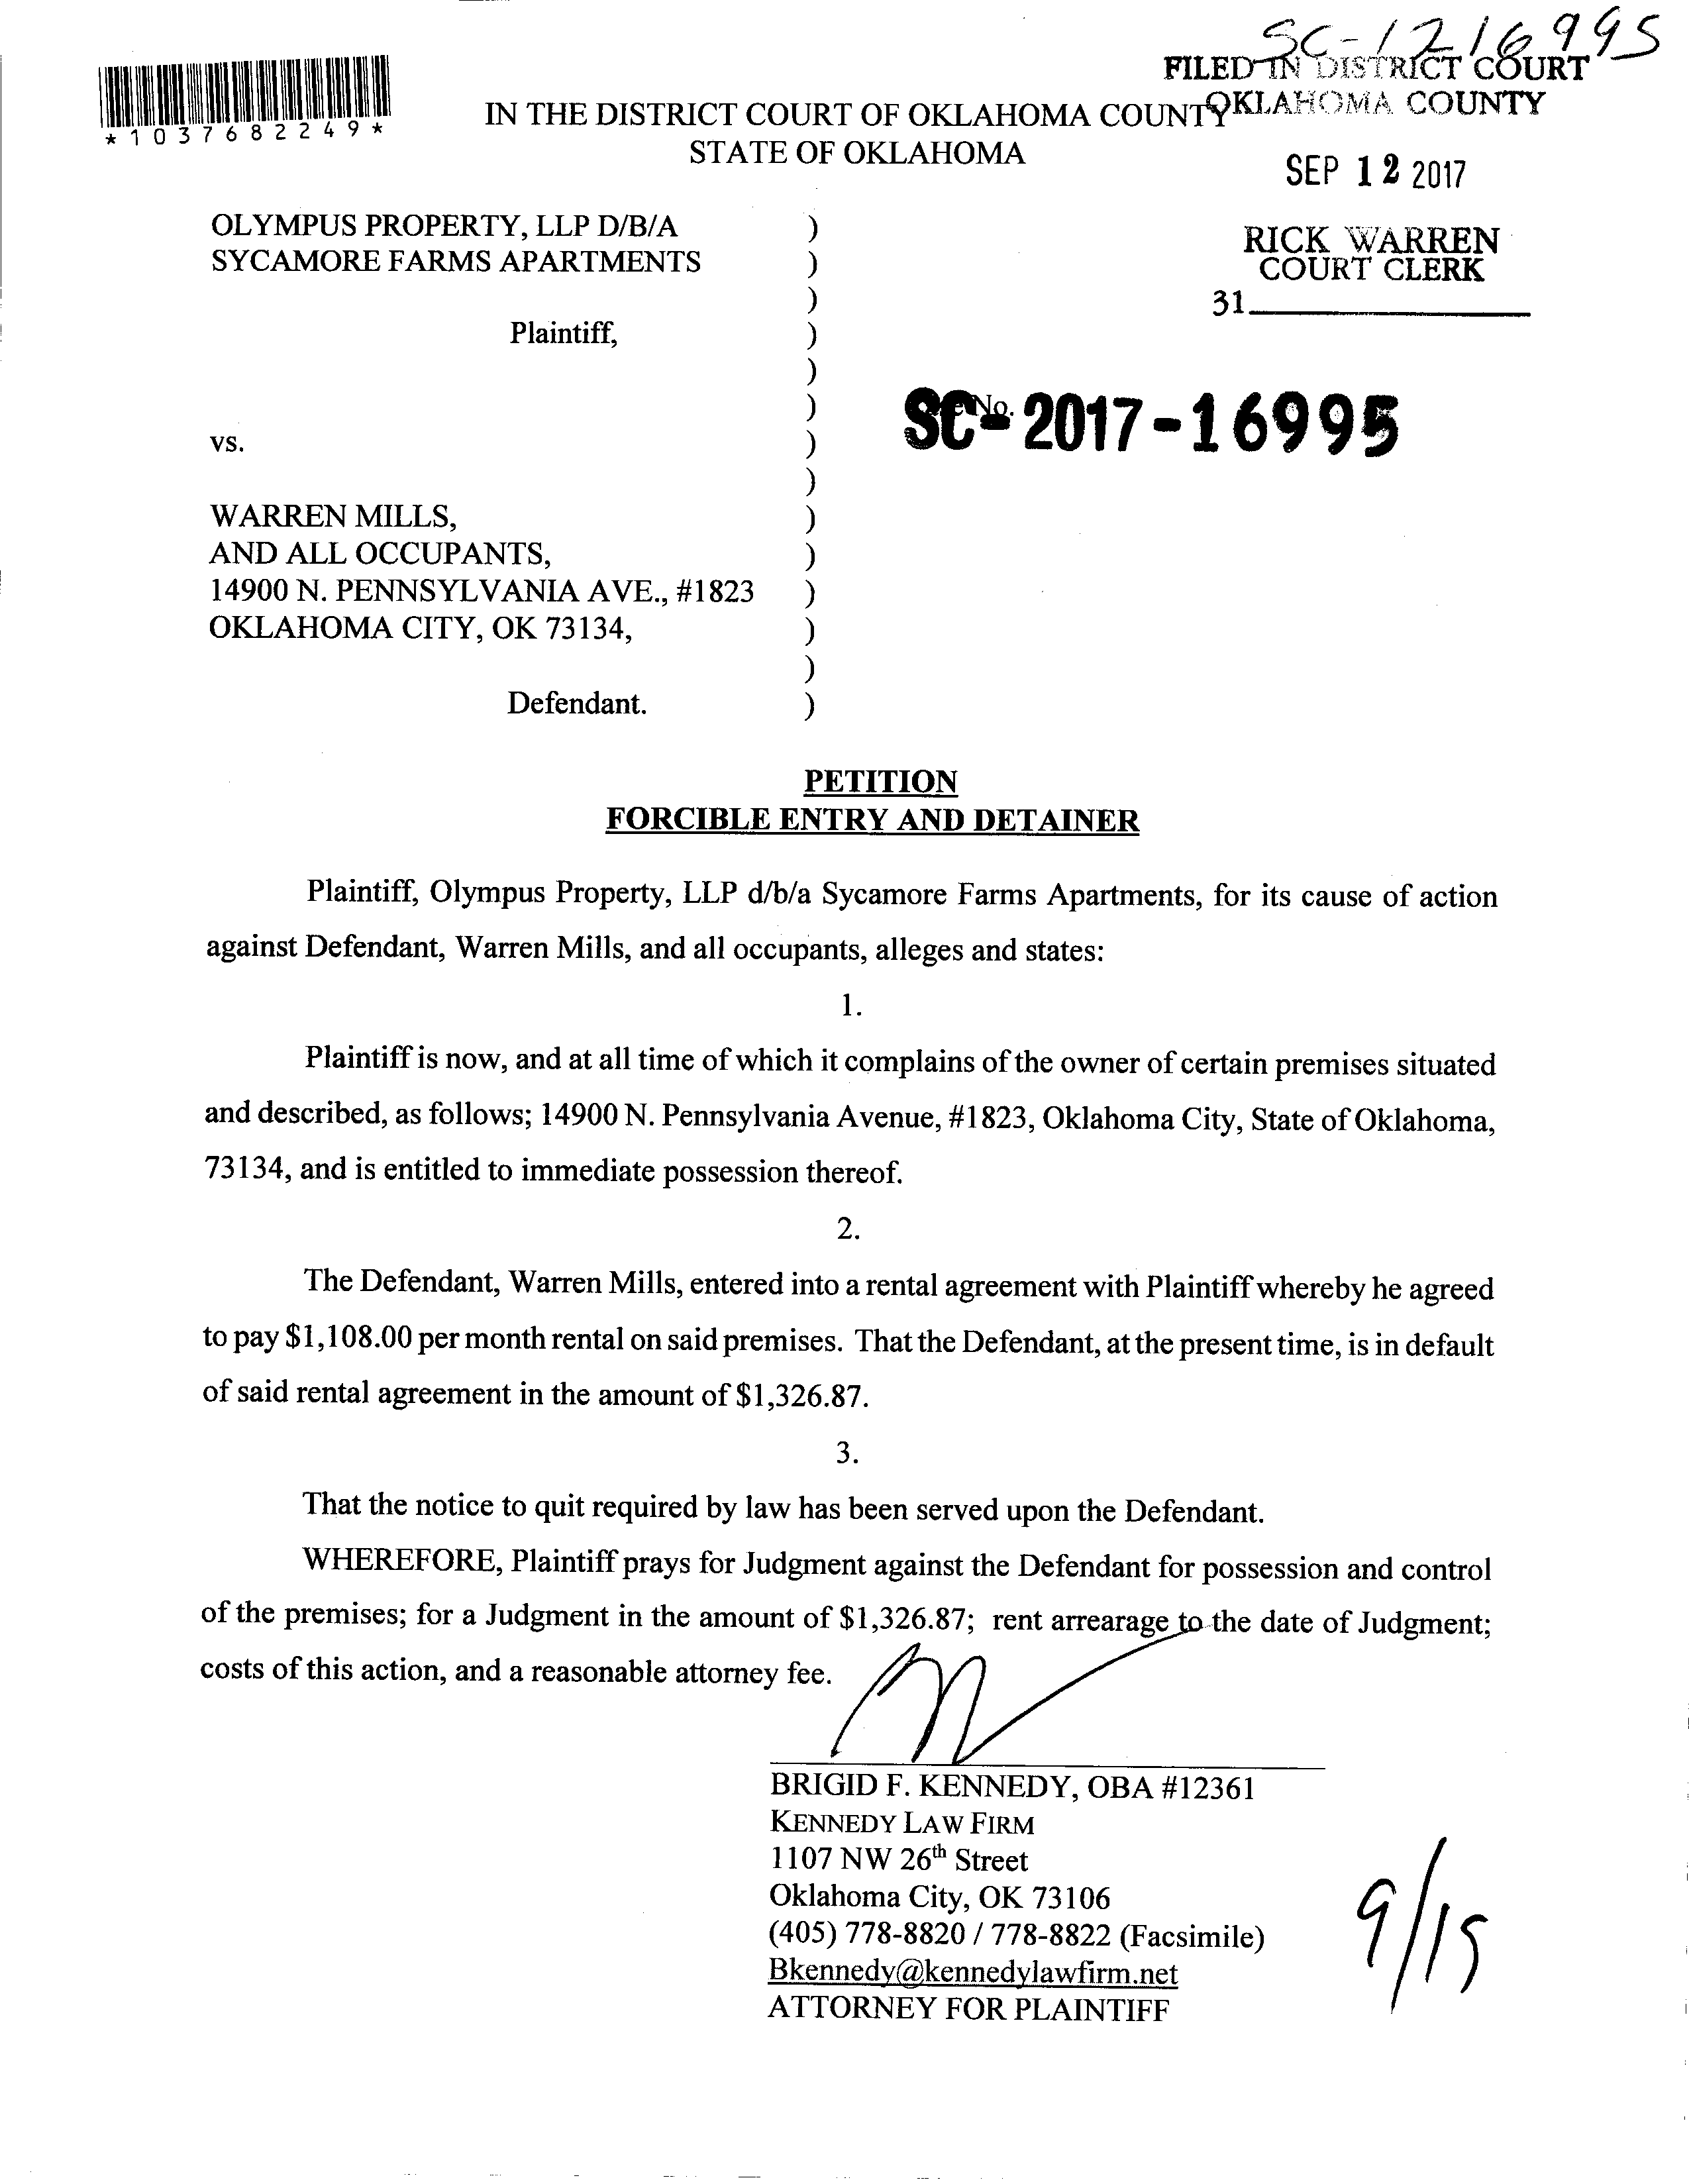 SC-1716995
FILED IN DISTRICT COURT
OKLAHOMA COUNTY
*1037682249*
IN THE DISTRICT COURT OF OKLAHOMA COUNTY
STATE OF OKLAHOMA
SEP 12 2017
RICK WARREN
COURT CLERK
31
OLYMPUS PROPERTY, LLP D/B/A )
SYCAMORE FARMS APARTMENTS )
)
Plaintiff, )
)
)
vs. )
)
No.
SC-2017-16995
WARREN MILLS, )
AND ALL OCCUPANTS, )
14900 N. PENNSYLVANIA AVE., #1823 )
OKLAHOMA CITY, OK 73134, )
)
Defendant. )
PETITION
FORCIBLE ENTRY AND DETAINER
Plaintiff, Olympus Property, LLP d/b/a Sycamore Farms Apartments, for its cause of action
against Defendant, Warren Mills, and all occupants, alleges and states:
1.
Plaintiff is now, and at all time of which it complains of the owner of certain premises situated
and described, as follows; 14900 N. Pennsylvania Avenue, #1823, Oklahoma City, State of Oklahoma,
73134, and is entitled to immediate possession thereof.
2.
The Defendant, Warren Mills, entered into a rental agreement with Plaintiff whereby he agreed
to pay $1,108.00 per month rental on said premises. That the Defendant, at the present time, is in default
of said rental agreement in the amount of $1,326.87.
3.
That the notice to quit required by law has been served upon the Defendant.
WHEREFORE, Plaintiff prays for Judgment against the Defendant for possession and control
of the premises; for a Judgment in the amount of $1,326.87; rent arrearage to the date of Judgment;
costs of this action, and a reasonable attorney fee.
BRIGID F. KENNEDY, OBA #12361
KENNEDY LAW FIRM
1107 NW 26th Street
Oklahoma City, OK 73106
(405) 778-8820 / 778-8822 (Facsimile)
Bkennedy@kennedylawfirm.net
ATTORNEY FOR PLAINTIFF
9/15